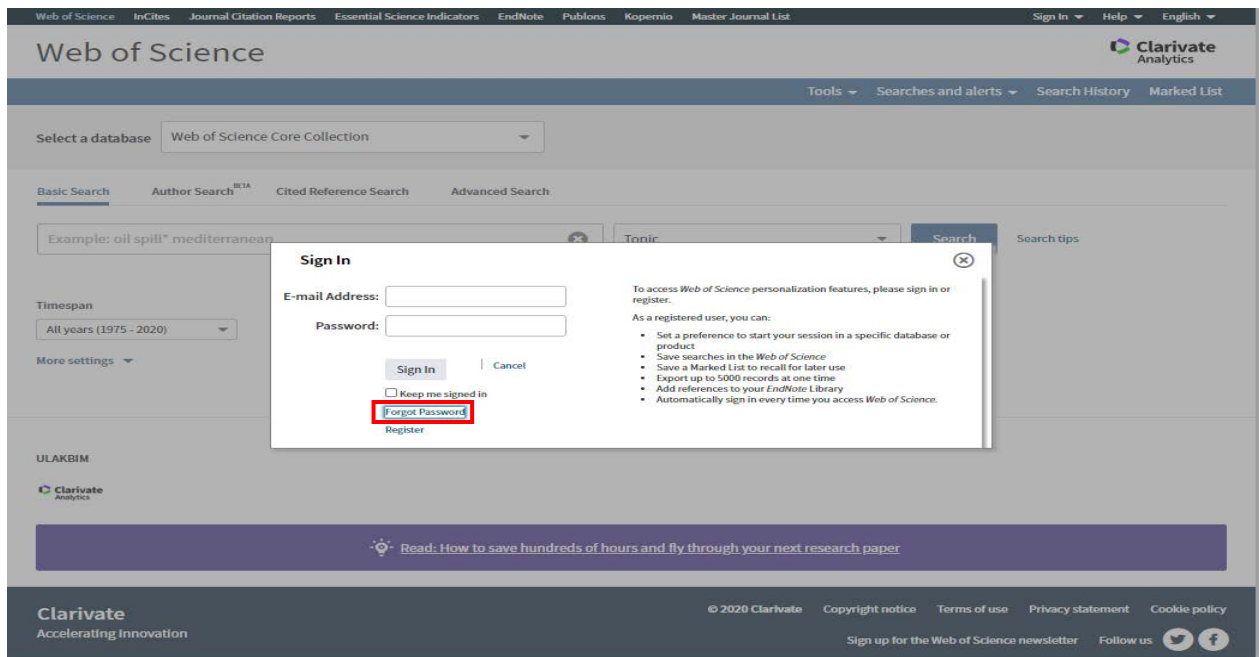 Web of Science InCites Journal Citation Reports Essential Science Indicators EndNote Publons Kopernio Master Journal List Sign In Help English
Web of Science
Clarivate
Analytics
Tools Searches and alerts Search History Marked List
Select a database Web of Science Core Collection
Basic Search Author Search BETA Cited Reference Search Advanced Search
Example: oil spill* mediterranean Topic Search Search tips
Timespan
All years (1975 - 2020)
More settings
Sign In
E-mail Address:
Password:
Sign In | Cancel
Keep me signed in
Forgot Password
Register
To access Web of Science personalization features, please sign in or
register.
As a registered user, you can:
• Set a preference to start your session in a specific database or
product
• Save searches in the Web of Science
• Save a Marked List to recall for later use
• Export up to 5000 records at one time
• Add references to your EndNote Library
• Automatically sign in every time you access Web of Science.
ULAKBIM
Clarivate
Analytics
Read: How to save hundreds of hours and fly through your next research paper
Clarivate
Accelerating Innovation
© 2020 Clarivate Copyright notice Terms of use Privacy statement Cookie policy
Sign up for the Web of Science newsletter Follow us